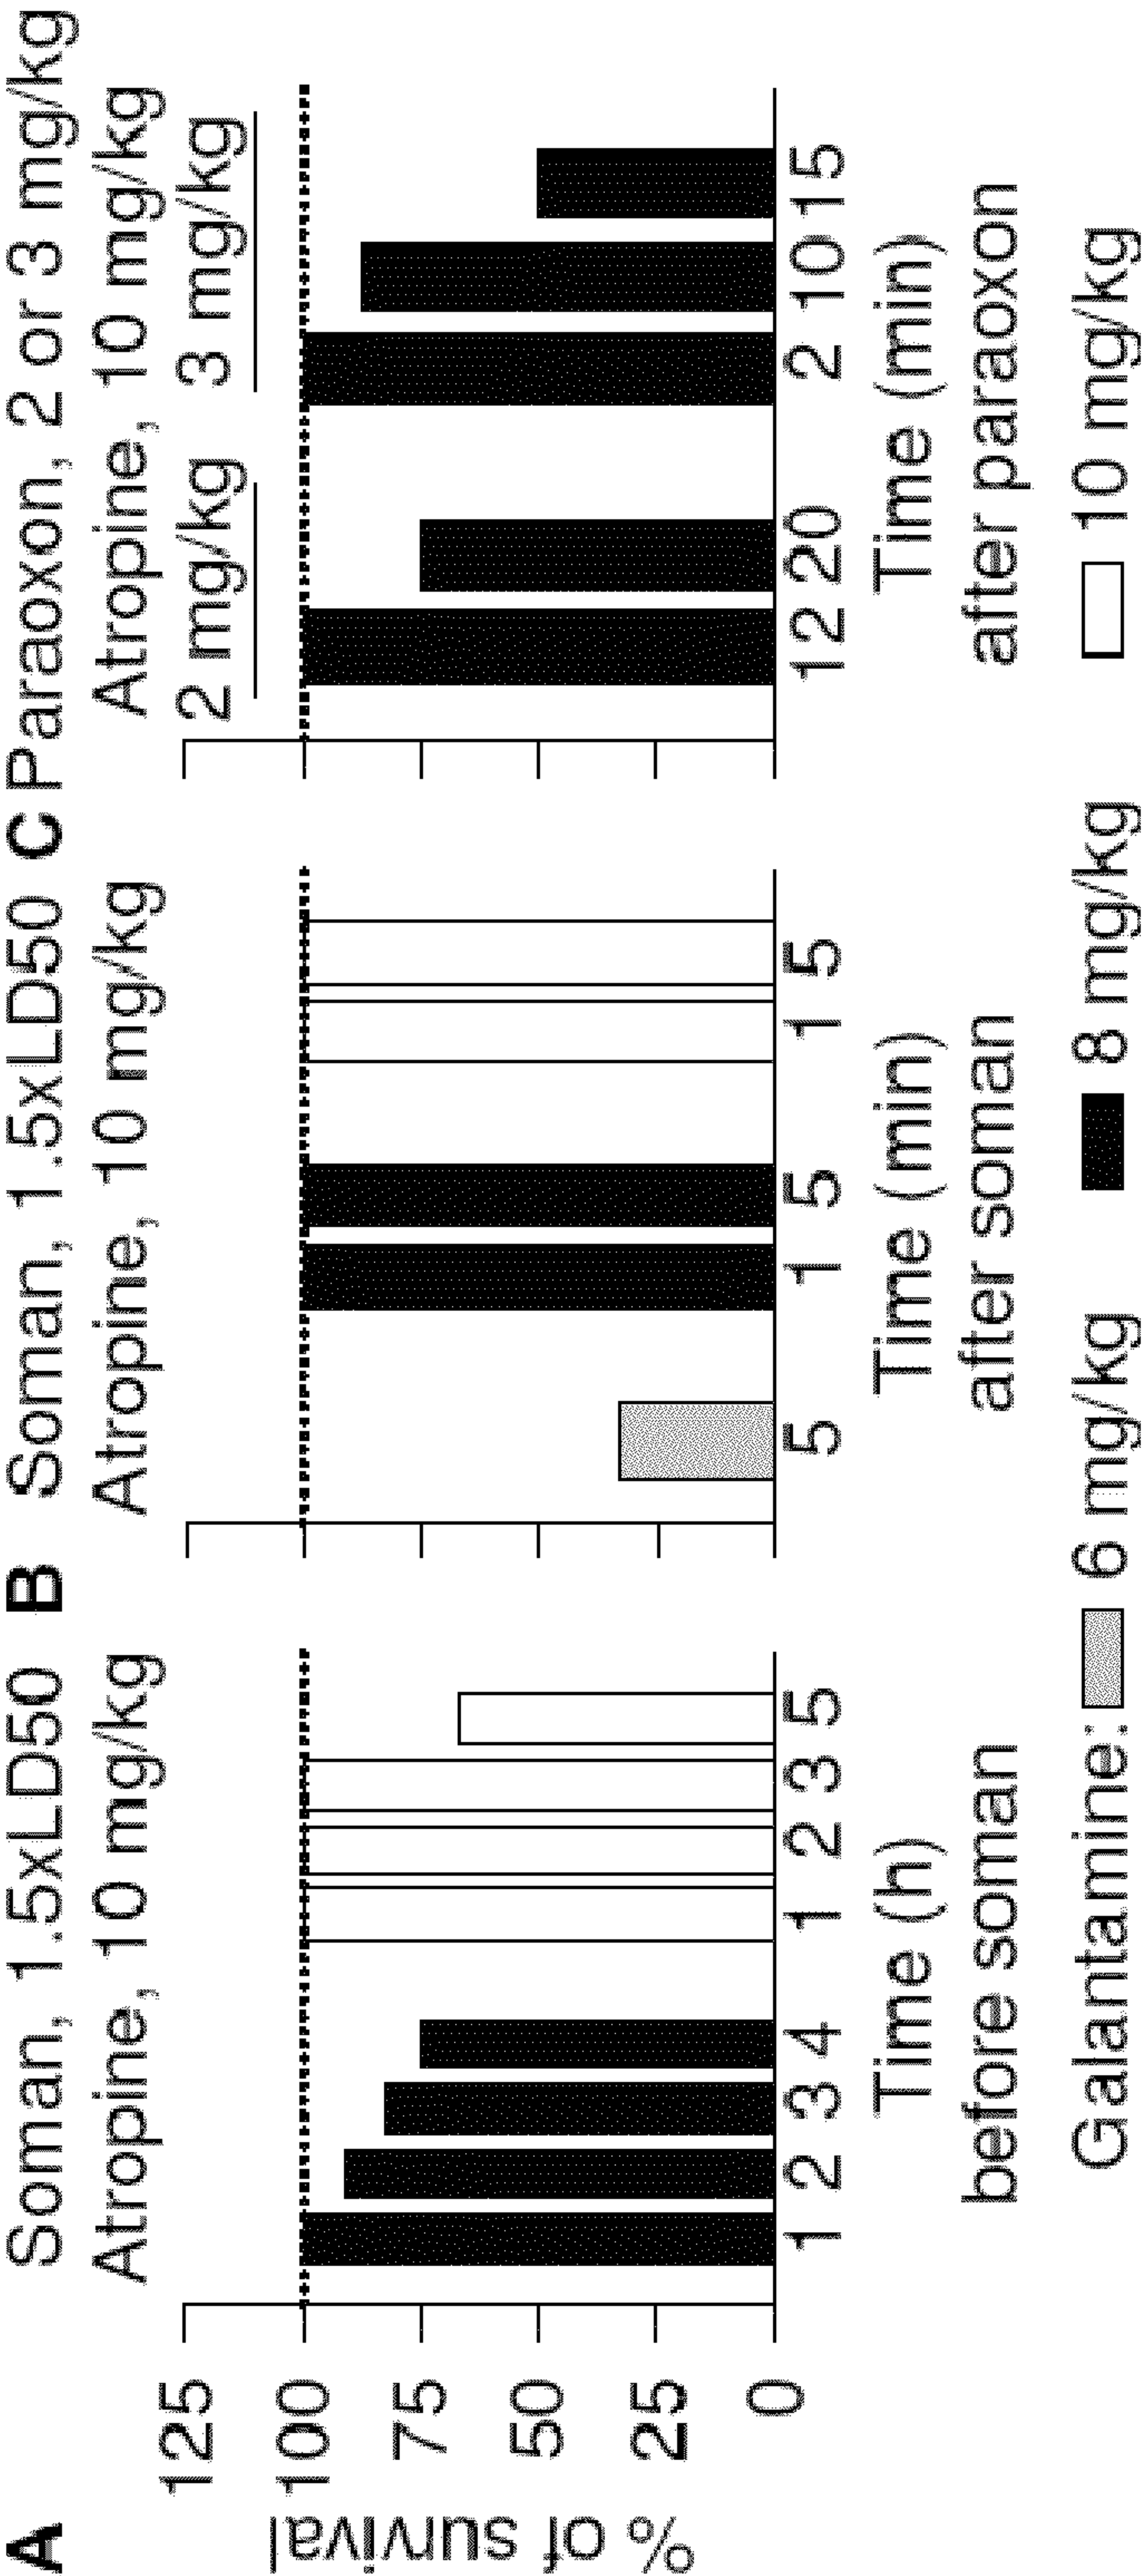 A Soman, 1.5xLD50
Atropine, 10 mg/kg
% of survival
125
100
75
50
25
0
1 2 3 4 1 2 3 5
Time (h)
before soman
B Soman, 1.5xLD50
Atropine, 10 mg/kg
5 1 5 1 5
Time (min)
after soman
C Paraoxon, 2 or 3 mg/kg
Atropine, 10 mg/kg
2 mg/kg 3 mg/kg
12 20 2 10 15
Time (min)
after paraoxon
Galantamine: 6 mg/kg 8 mg/kg 10 mg/kg